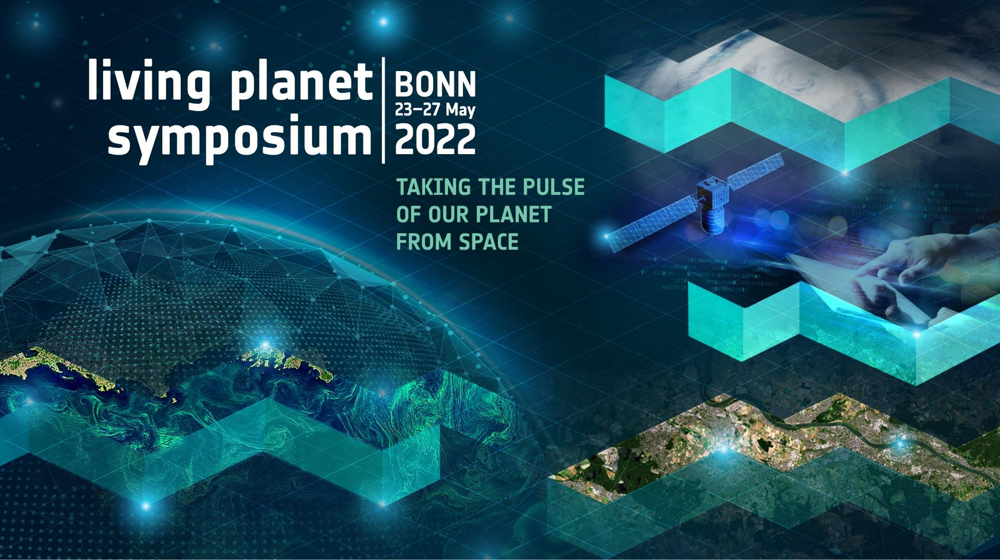 living planet
symposium
BONN
23–27 May
2022
TAKING THE PULSE
OF OUR PLANET
FROM SPACE